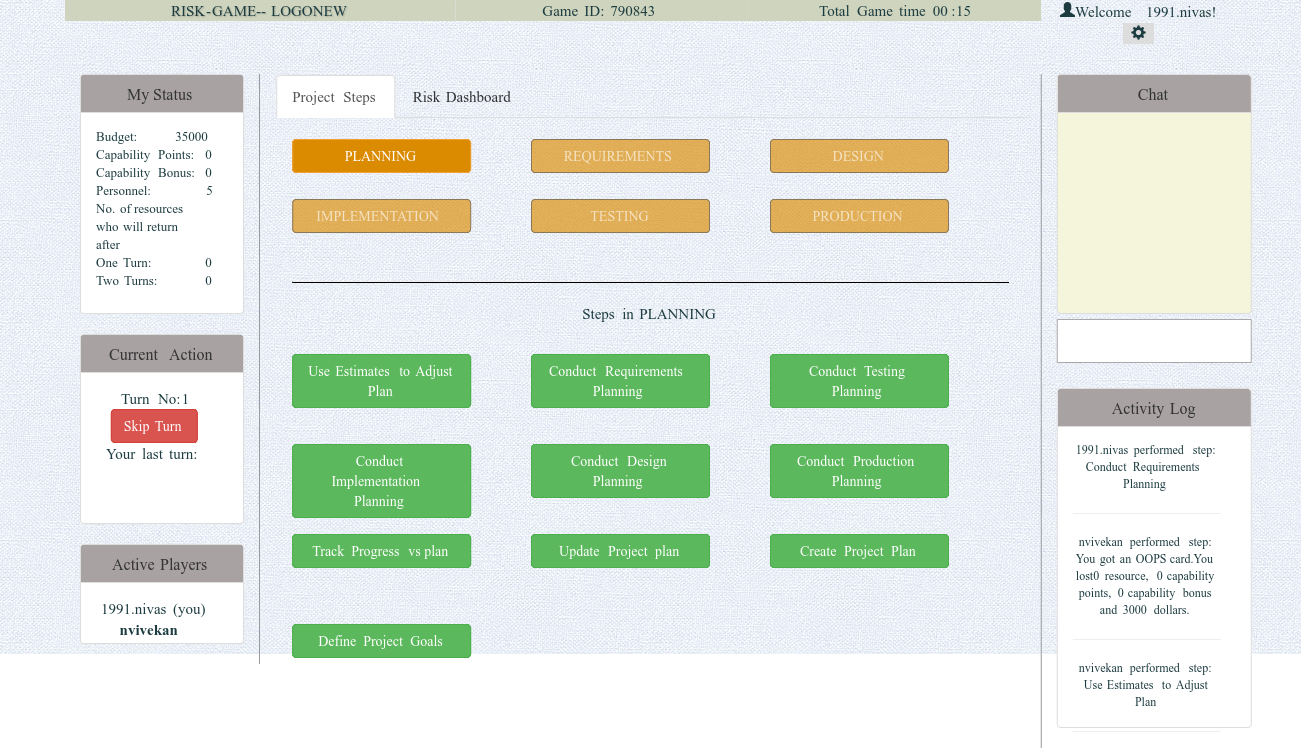 RISK-GAME-- LOGONEW
Game ID: 790843
Total Game time 00 :15
Welcome 1991.nivas!
My Status
Budget: 35000
Capability Points: 0
Capability Bonus: 0
Personnel: 5
No. of resources
who will return
after
One Turn: 0
Two Turns: 0
Current Action
Turn No:1
Skip Turn
Your last turn:
Active Players
1991.nivas (you)
nvivekan
Project Steps
Risk Dashboard
PLANNING
REQUIREMENTS
DESIGN
IMPLEMENTATION
TESTING
PRODUCTION
Steps in PLANNING
Use Estimates to Adjust
Plan
Conduct Requirements
Planning
Conduct Testing
Planning
Conduct
Implementation
Planning
Conduct Design
Planning
Conduct Production
Planning
Track Progress vs plan
Update Project plan
Create Project Plan
Define Project Goals
Chat
Activity Log
1991.nivas performed step:
Conduct Requirements
Planning
nvivekan performed step:
You got an OOPS card.You
lost0 resource, 0 capability
points, 0 capability bonus
and 3000 dollars.
nvivekan performed step:
Use Estimates to Adjust
Plan